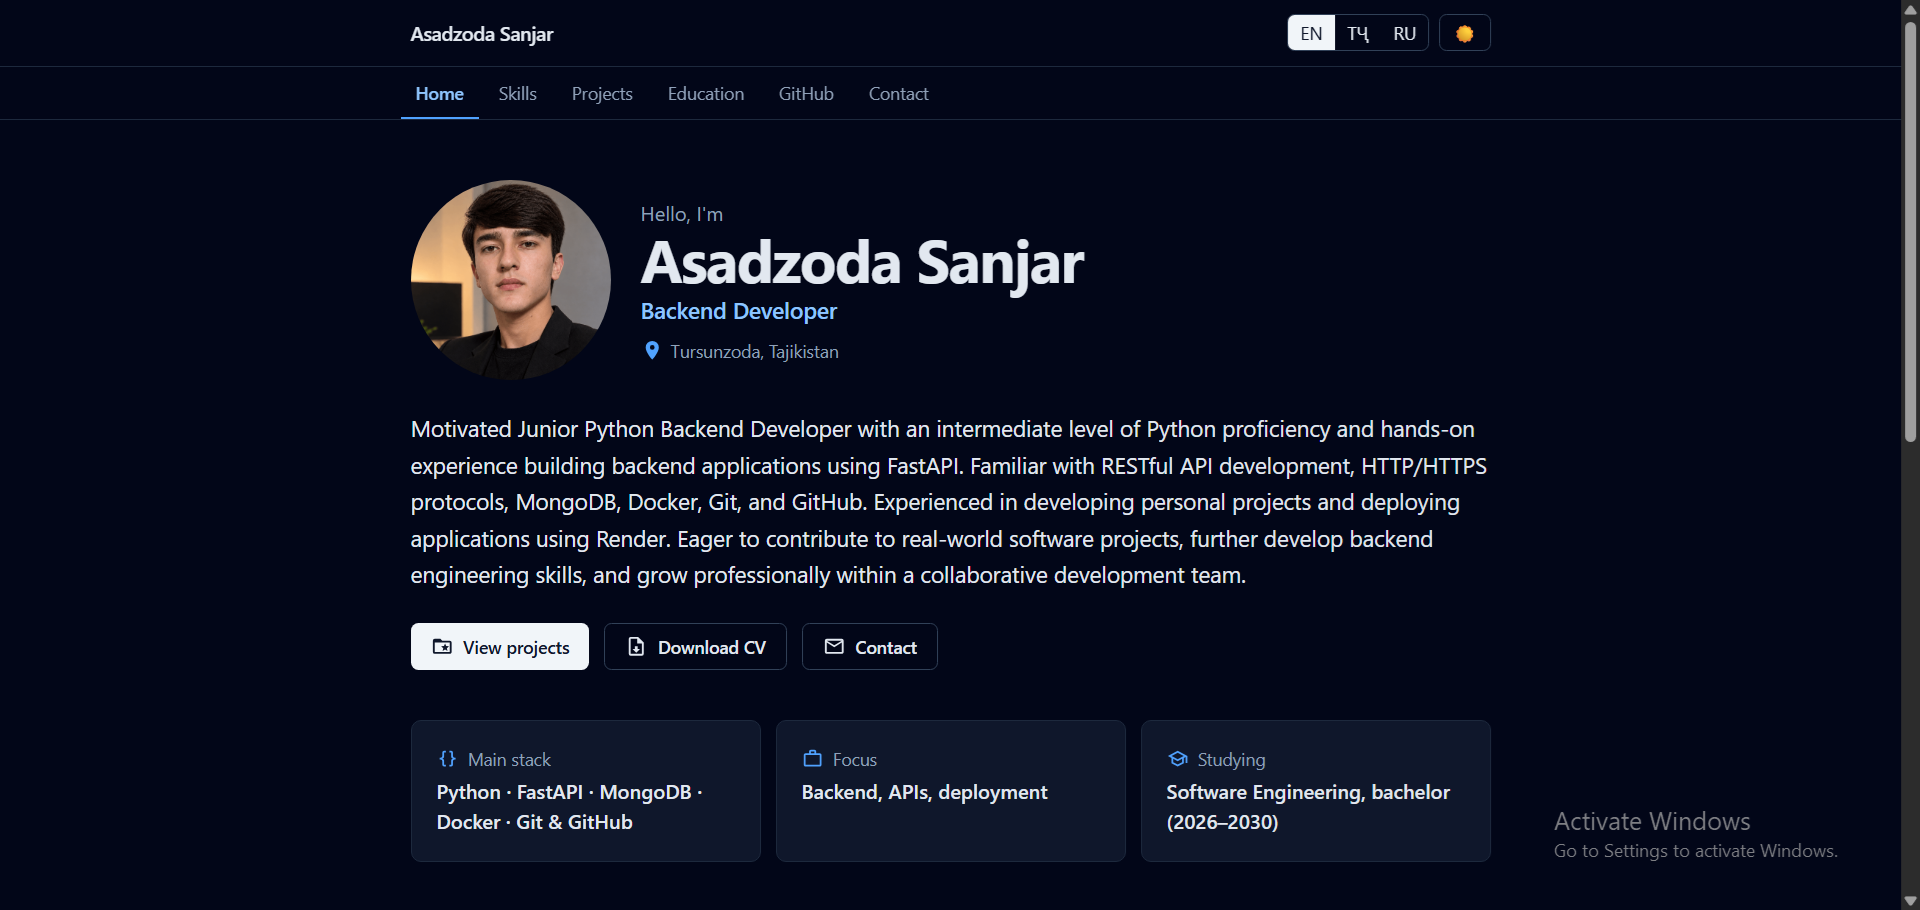 Asadzoda Sanjar
EN ТҶ RU
Home Skills Projects Education GitHub Contact
Hello, I'm
Asadzoda Sanjar
Backend Developer
Tursunzoda, Tajikistan
Motivated Junior Python Backend Developer with an intermediate level of Python proficiency and hands-on
experience building backend applications using FastAPI. Familiar with RESTful API development, HTTP/HTTPS
protocols, MongoDB, Docker, Git, and GitHub. Experienced in developing personal projects and deploying
applications using Render. Eager to contribute to real-world software projects, further develop backend
engineering skills, and grow professionally within a collaborative development team.
View projects Download CV Contact
Main stack
Python · FastAPI · MongoDB ·
Docker · Git & GitHub
Focus
Backend, APIs, deployment
Studying
Software Engineering, bachelor
(2026–2030)
Activate Windows
Go to Settings to activate Windows.